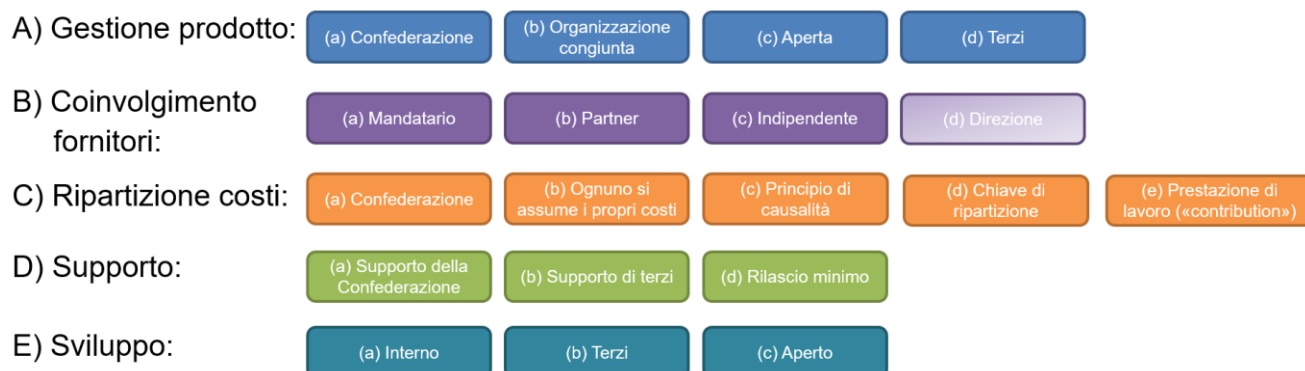 A) Gestione prodotto:
(a) Confederazione
(b) Organizzazione
congiunta
(c) Aperta
(d) Terzi
B) Coinvolgimento
fornitori:
(a) Mandatario
(b) Partner
(c) Indipendente
(d) Direzione
C) Ripartizione costi:
(a) Confederazione
(b) Ognuno si
assume i propri costi
(c) Principio di
causalità
(d) Chiave di
ripartizione
(e) Prestazione di
lavoro («contribution»)
D) Supporto:
(a) Supporto della
Confederazione
(b) Supporto di terzi
(d) Rilascio minimo
E) Sviluppo:
(a) Interno
(b) Terzi
(c) Aperto